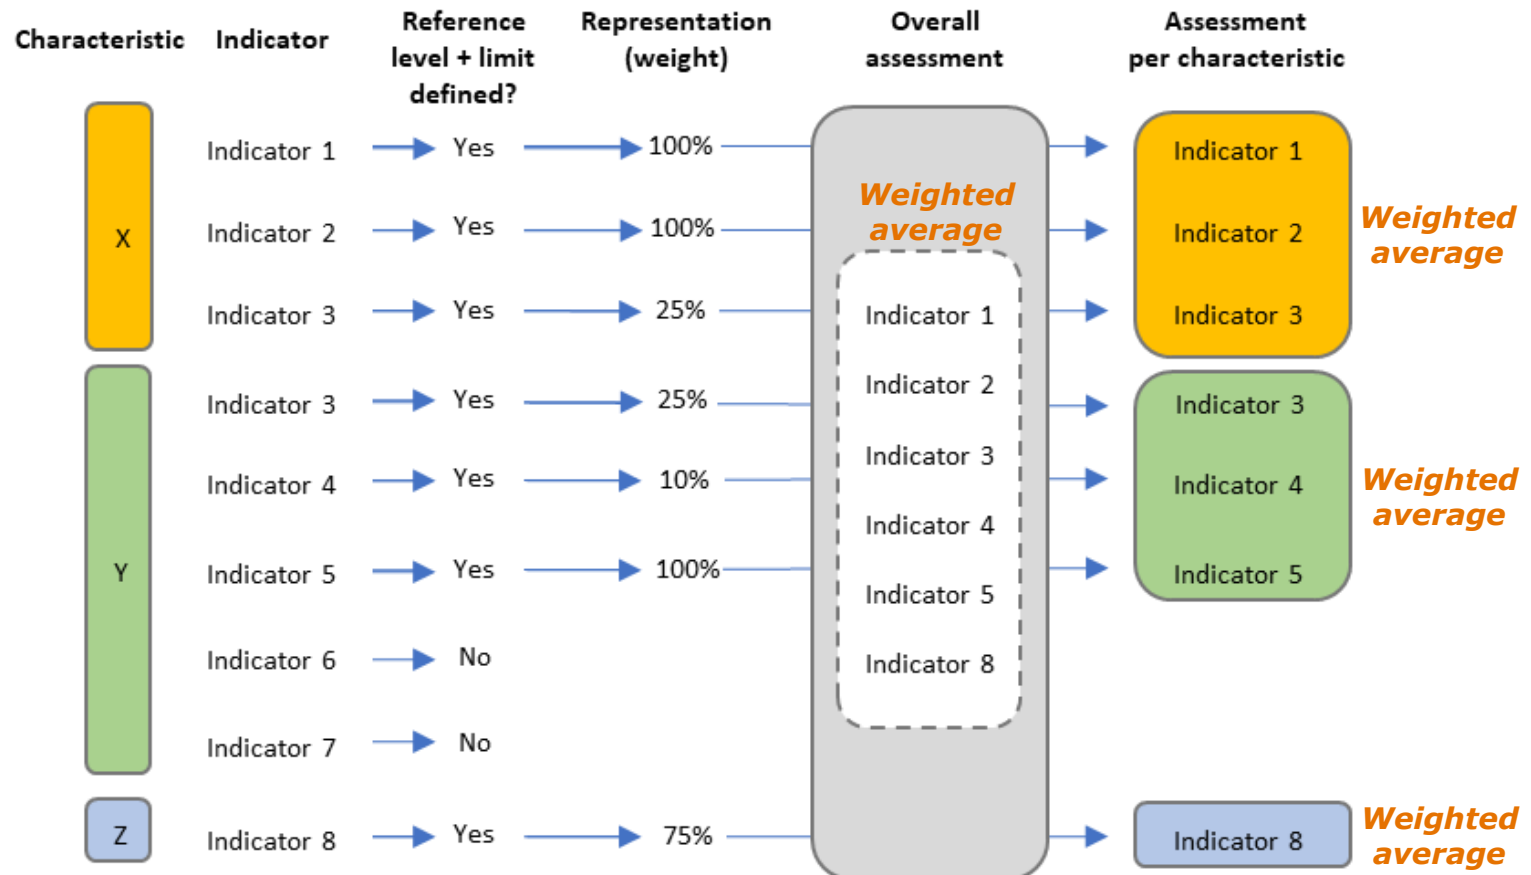 Characteristic
Indicator
Reference
level + limit
defined?
Representation
(weight)
Overall
assessment
Assessment
per characteristic
X
Indicator 1
Yes
100%
Indicator 2
Yes
100%
Indicator 3
Yes
25%
Y
Indicator 3
Yes
25%
Indicator 4
Yes
10%
Indicator 5
Yes
100%
Indicator 6
No
Indicator 7
No
Z
Indicator 8
Yes
75%
Weighted
average
Indicator 1
Indicator 2
Indicator 3
Indicator 4
Indicator 5
Indicator 8
Indicator 1
Indicator 2
Indicator 3
Weighted
average
Indicator 3
Indicator 4
Indicator 5
Weighted
average
Indicator 8
Weighted
average